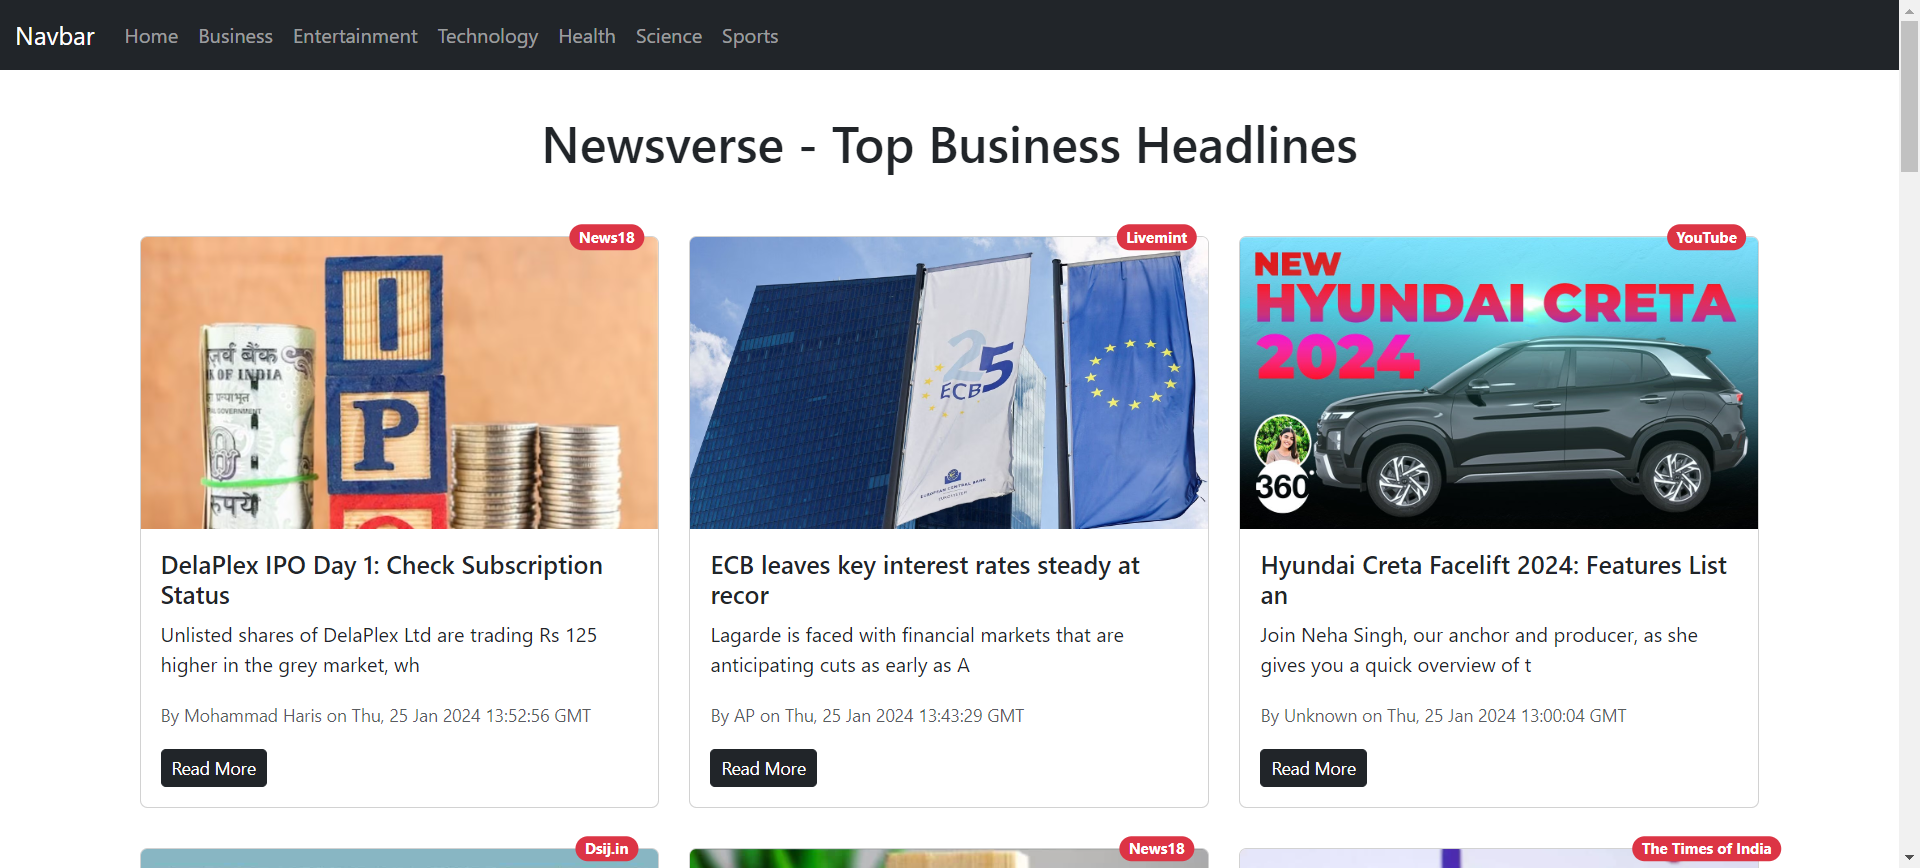 Navbar Home Business Entertainment Technology Health Science Sports
Newsverse - Top Business Headlines
News18
I
P
र्व बैंक
K OF INDIA
रुपये
DelaPlex IPO Day 1: Check Subscription
Status
Unlisted shares of DelaPlex Ltd are trading Rs 125
higher in the grey market, wh
By Mohammad Haris on Thu, 25 Jan 2024 13:52:56 GMT
Read More
Livemint
25
ECB
EUROPEAN CENTRAL BANK
EUROSYSTEM
ECB leaves key interest rates steady at
recor
Lagarde is faced with financial markets that are
anticipating cuts as early as A
By AP on Thu, 25 Jan 2024 13:43:29 GMT
Read More
YouTube
NEW
HYUNDAI CRETA
2024
360
Hyundai Creta Facelift 2024: Features List
an
Join Neha Singh, our anchor and producer, as she
gives you a quick overview of t
By Unknown on Thu, 25 Jan 2024 13:00:04 GMT
Read More
Dsij.in
News18
The Times of India